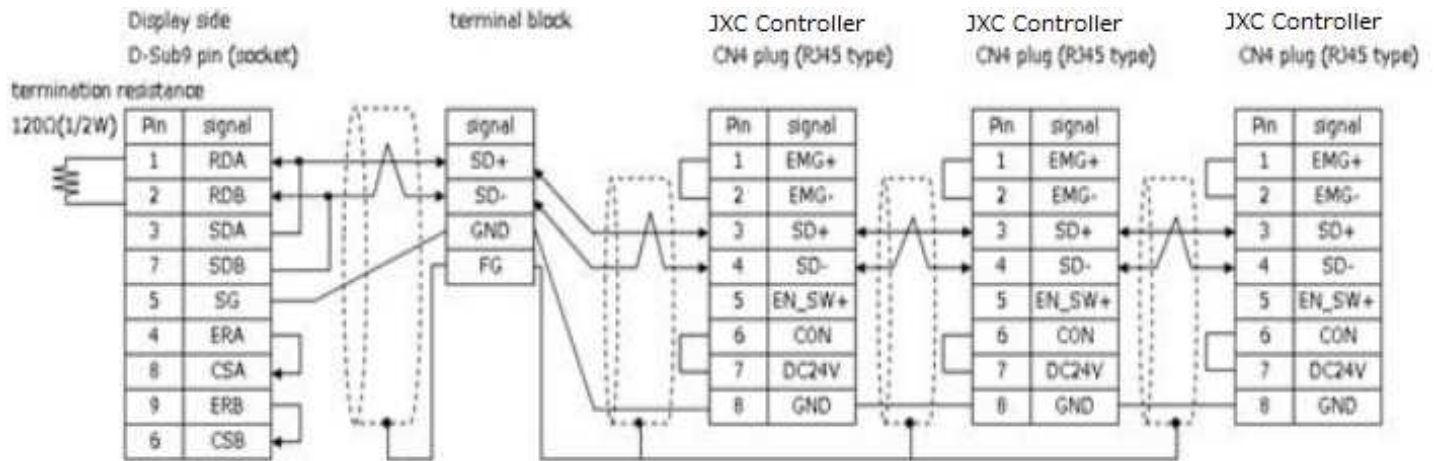 Display side
D-Sub9 pin (socket)
terminal block
JXC Controller
CN4 plug (RJ45 type)
JXC Controller
CN4 plug (RJ45 type)
JXC Controller
CN4 plug (RJ45 type)
termination resistance
120Ω(1/2W)
Pin signal
1 RDA
2 RDB
3 SDA
7 SDB
5 SG
4 ERA
8 CSA
9 ERB
6 CSB
signal
SD+
SD-
GND
FG
Pin signal
1 EMG+
2 EMG-
3 SD+
4 SD-
5 EN_SW+
6 CON
7 DC24V
8 GND
Pin signal
1 EMG+
2 EMG-
3 SD+
4 SD-
5 EN_SW+
6 CON
7 DC24V
8 GND
Pin signal
1 EMG+
2 EMG-
3 SD+
4 SD-
5 EN_SW+
6 CON
7 DC24V
8 GND